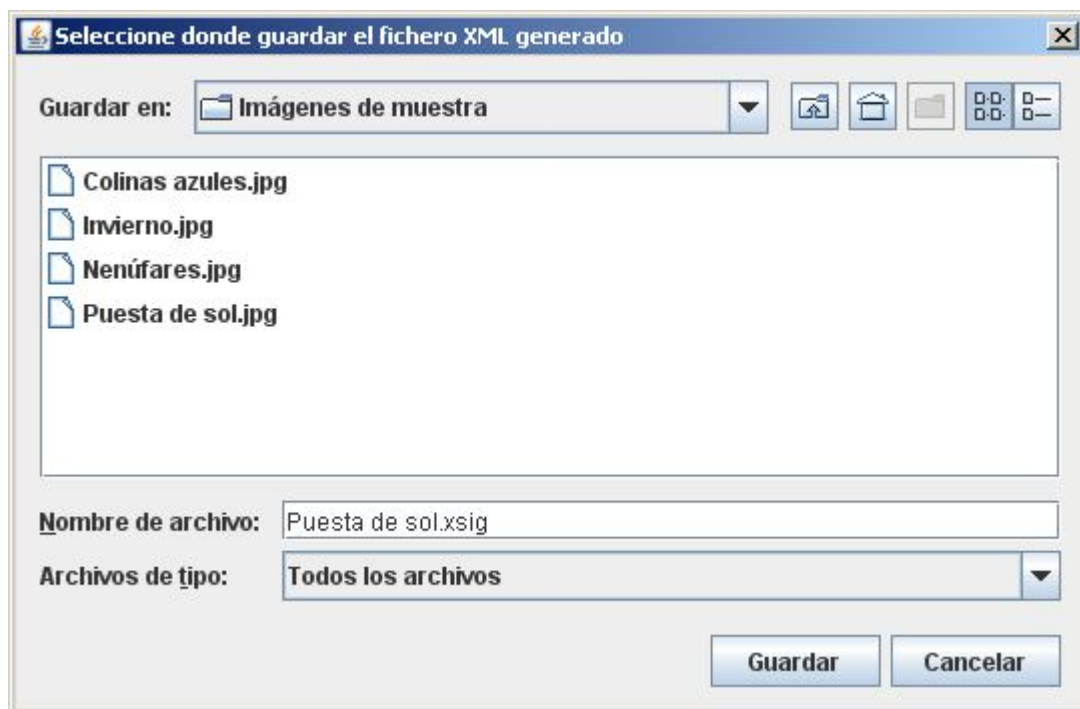 Seleccione donde guardar el fichero XML generado
Guardar en: Imágenes de muestra
Colinas azules.jpg
Invierno.jpg
Nenúfares.jpg
Puesta de sol.jpg
Nombre de archivo: Puesta de sol.xsig
Archivos de tipo: Todos los archivos
Guardar Cancelar